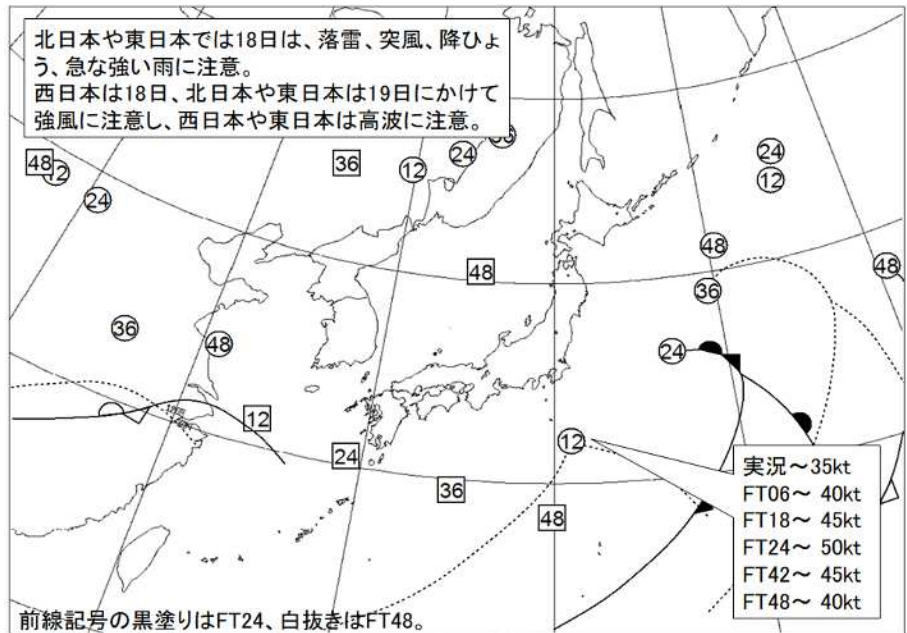 北日本や東日本では18日は、落雷、突風、降ひょ
う、急な強い雨に注意。
西日本は18日、北日本や東日本は19日にかけて
強風に注意し、西日本や東日本は高波に注意。
36
48
12
24
36
12
24
24
12
48
48
36
48
36
48
24
12
12
24
36
48
実況～35kt
FT06～ 40kt
FT18～ 45kt
FT24～ 50kt
FT42～ 45kt
FT48～ 40kt
前線記号の黒塗りはFT24、白抜きはFT48。